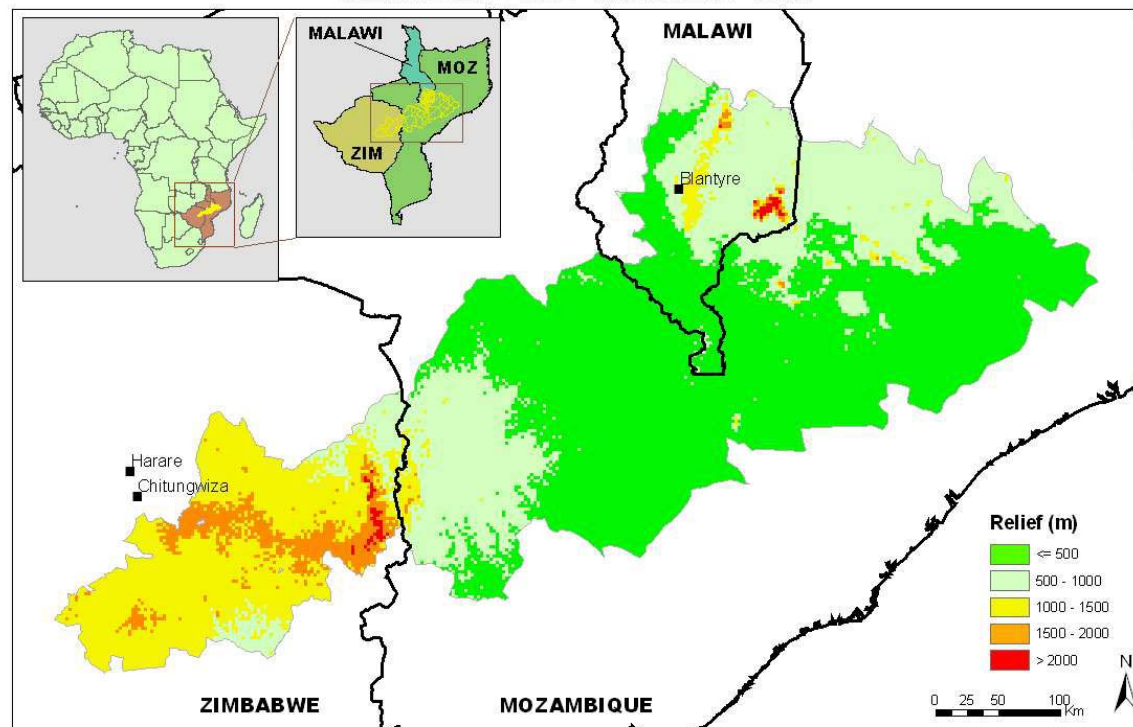 MALAWI
MOZ
ZIM
MALAWI
Blantyre
Harare
Chitungwiza
Relief (m)
<= 500
500 - 1000
1000 - 1500
1500 - 2000
> 2000
N
0 25 50 100
Km
ZIMBABWE
MOZAMBIQUE